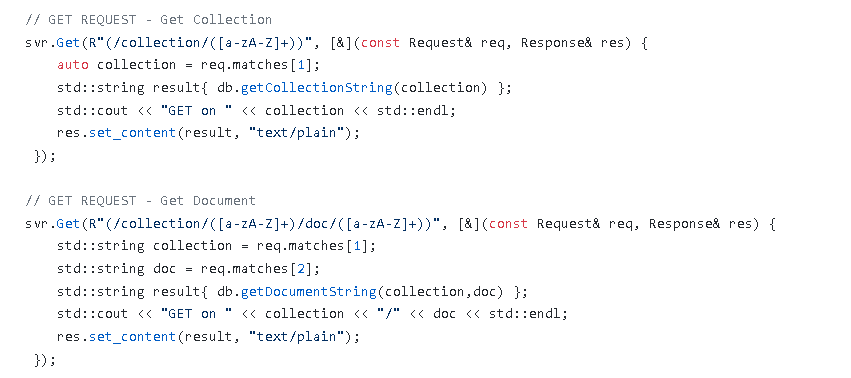 // GET REQUEST - Get Collection
svr.Get(R"(/collection/([a-zA-Z]+))", [&](const Request& req, Response& res) {
    auto collection = req.matches[1];
    std::string result{ db.getCollectionString(collection) };
    std::cout << "GET on " << collection << std::endl;
    res.set_content(result, "text/plain");
 });
// GET REQUEST - Get Document
svr.Get(R"(/collection/([a-zA-Z]+)/doc/([a-zA-Z]+))", [&](const Request& req, Response& res) {
    std::string collection = req.matches[1];
    std::string doc = req.matches[2];
    std::string result{ db.getDocumentString(collection,doc) };
    std::cout << "GET on " << collection << "/" << doc << std::endl;
    res.set_content(result, "text/plain");
 });